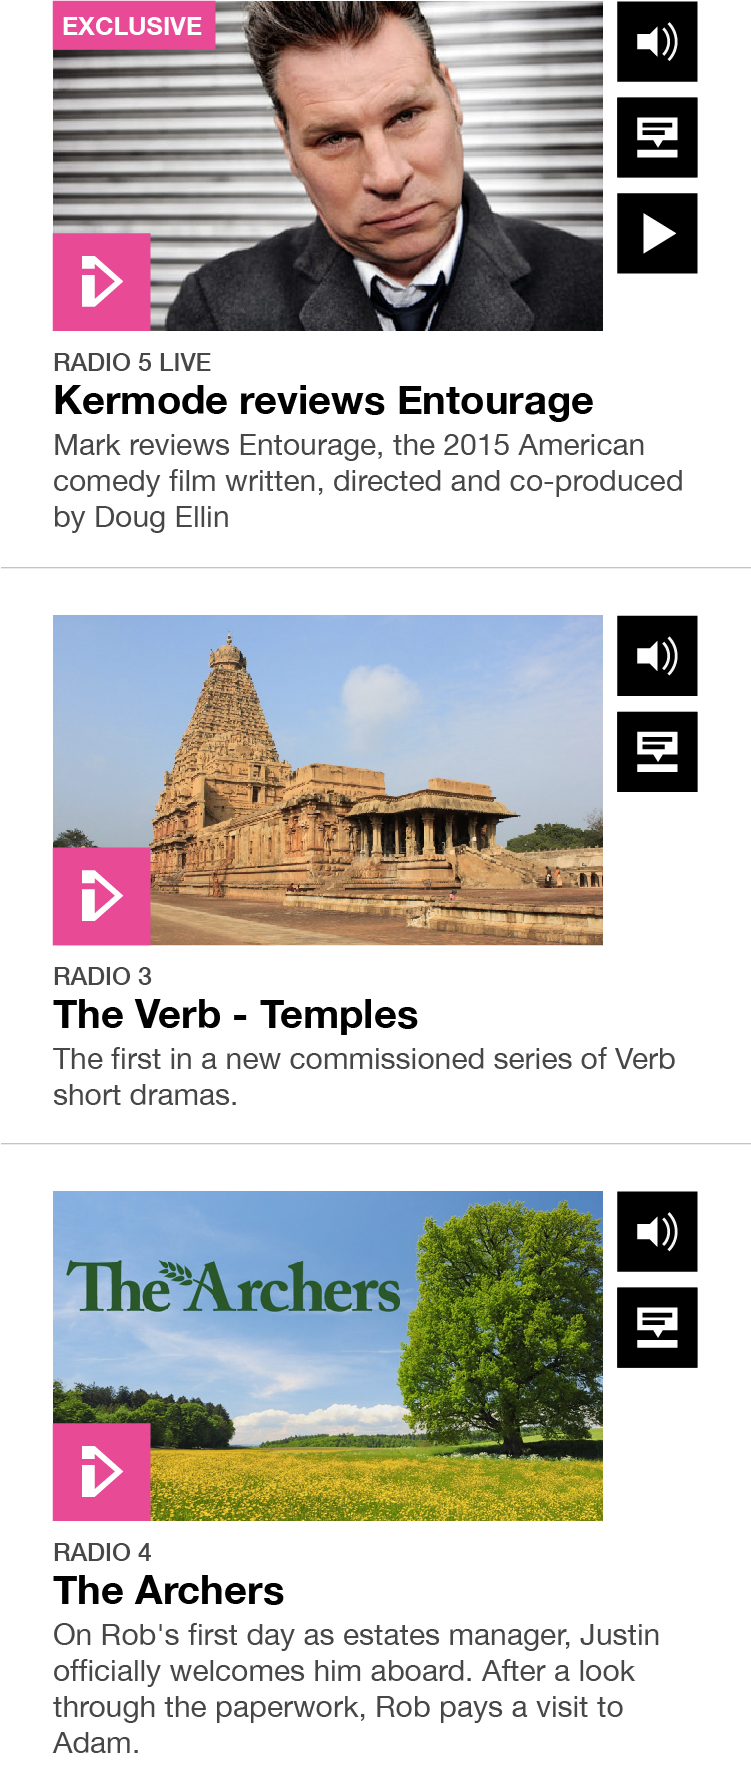 EXCLUSIVE
RADIO 5 LIVE
Kermode reviews Entourage
Mark reviews Entourage, the 2015 American
comedy film written, directed and co-produced
by Doug Ellin
RADIO 3
The Verb - Temples
The first in a new commissioned series of Verb
short dramas.
The Archers
RADIO 4
The Archers
On Rob's first day as estates manager, Justin
officially welcomes him aboard. After a look
through the paperwork, Rob pays a visit to
Adam.